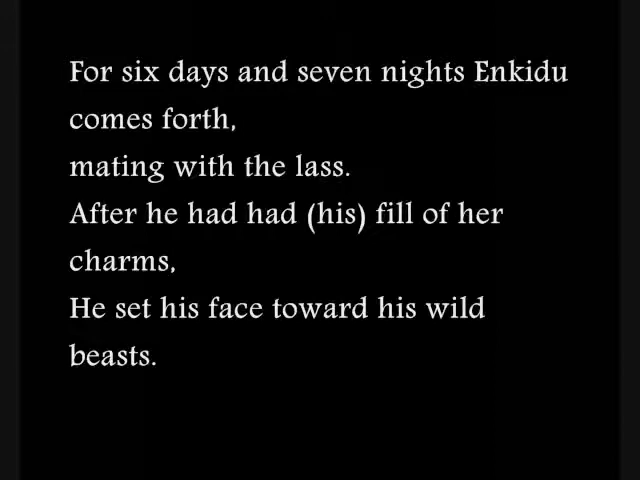 For six days and seven nights Enkidu
comes forth,
mating with the lass.
After he had had (his) fill of her
charms,
He set his face toward his wild
beasts.